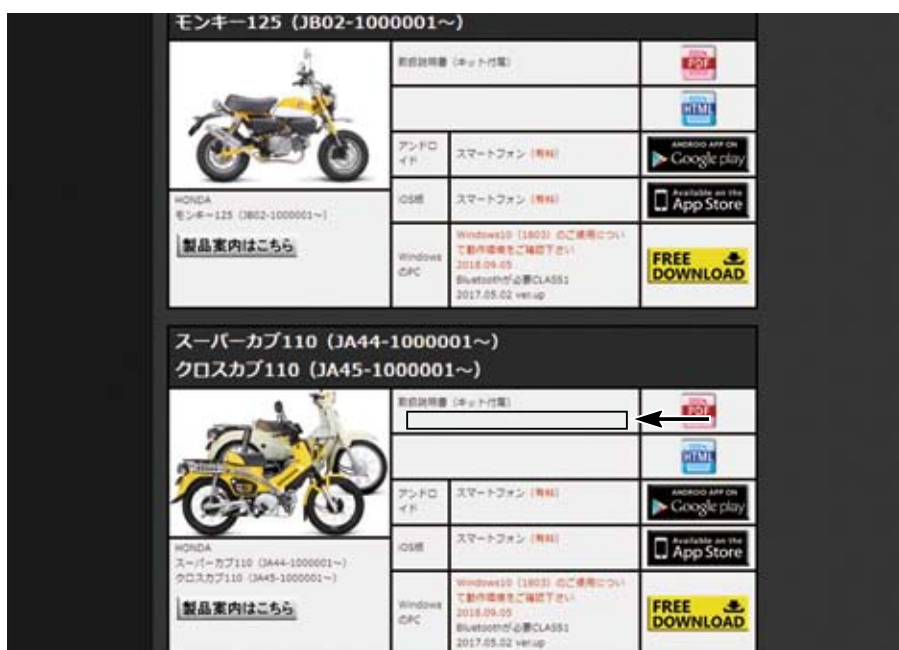 モンキー125（JB02-1000001～）
取扱説明書（キット付属）
PDF
HTML
アンドロ
イド
スマートフォン（有料）
ANDROID APP ON
Google play
HONDA
モンキー125（JB02-1000001～）
製品案内はこちら
iOS版
スマートフォン（有料）
Available on the
App Store
Windows
のPC
Windows10（1803）のご使用につい
て動作環境をご確認下さい
2018.09.05
Bluetoothが必要CLASS1
2017.05.02 ver.up
FREE
DOWNLOAD
スーパーカブ110（JA44-1000001～）
クロスカブ110（JA45-1000001～）
取扱説明書（キット付属）
PDF
HTML
アンドロ
イド
スマートフォン（有料）
ANDROID APP ON
Google play
HONDA
スーパーカブ110（JA44-1000001～）
クロスカブ110（JA45-1000001～）
製品案内はこちら
iOS版
スマートフォン（有料）
Available on the
App Store
Windows
のPC
Windows10（1803）のご使用につい
て動作環境をご確認下さい
2018.09.05
Bluetoothが必要CLASS1
2017.05.02 ver.up
FREE
DOWNLOAD